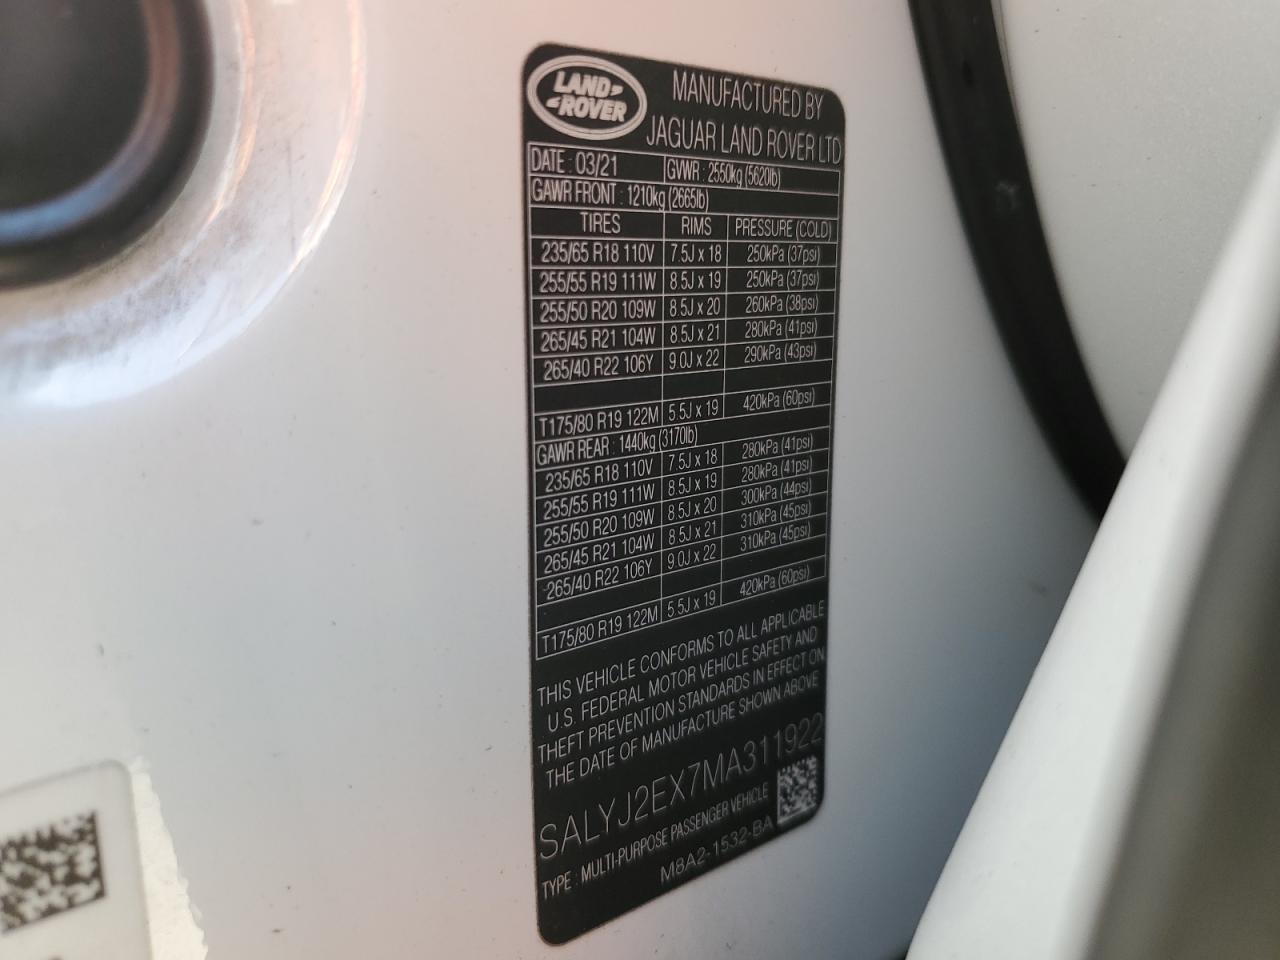 LAND ROVER
MANUFACTURED BY
JAGUAR LAND ROVER LTD
DATE : 03/21 GVWR : 2550kg (5620lb)
GAWR FRONT : 1210kg (2665lb)
TIRES RIMS PRESSURE (COLD)
235/65 R18 110V 7.5J x 18 250kPa (37psi)
255/55 R19 111W 8.5J x 19 250kPa (37psi)
255/50 R20 109W 8.5J x 20 260kPa (38psi)
265/45 R21 104W 8.5J x 21 280kPa (41psi)
265/40 R22 106Y 9.0J x 22 290kPa (43psi)
T175/80 R19 122M 5.5J x 19 420kPa (60psi)
GAWR REAR : 1440kg (3170lb)
235/65 R18 110V 7.5J x 18 280kPa (41psi)
255/55 R19 111W 8.5J x 19 280kPa (41psi)
255/50 R20 109W 8.5J x 20 300kPa (44psi)
265/45 R21 104W 8.5J x 21 310kPa (45psi)
265/40 R22 106Y 9.0J x 22 310kPa (45psi)
T175/80 R19 122M 5.5J x 19 420kPa (60psi)
THIS VEHICLE CONFORMS TO ALL APPLICABLE
U.S. FEDERAL MOTOR VEHICLE SAFETY AND
THEFT PREVENTION STANDARDS IN EFFECT ON
THE DATE OF MANUFACTURE SHOWN ABOVE
SALYJ2EX7MA311922
TYPE : MULTI-PURPOSE PASSENGER VEHICLE
M8A2-1532-BA